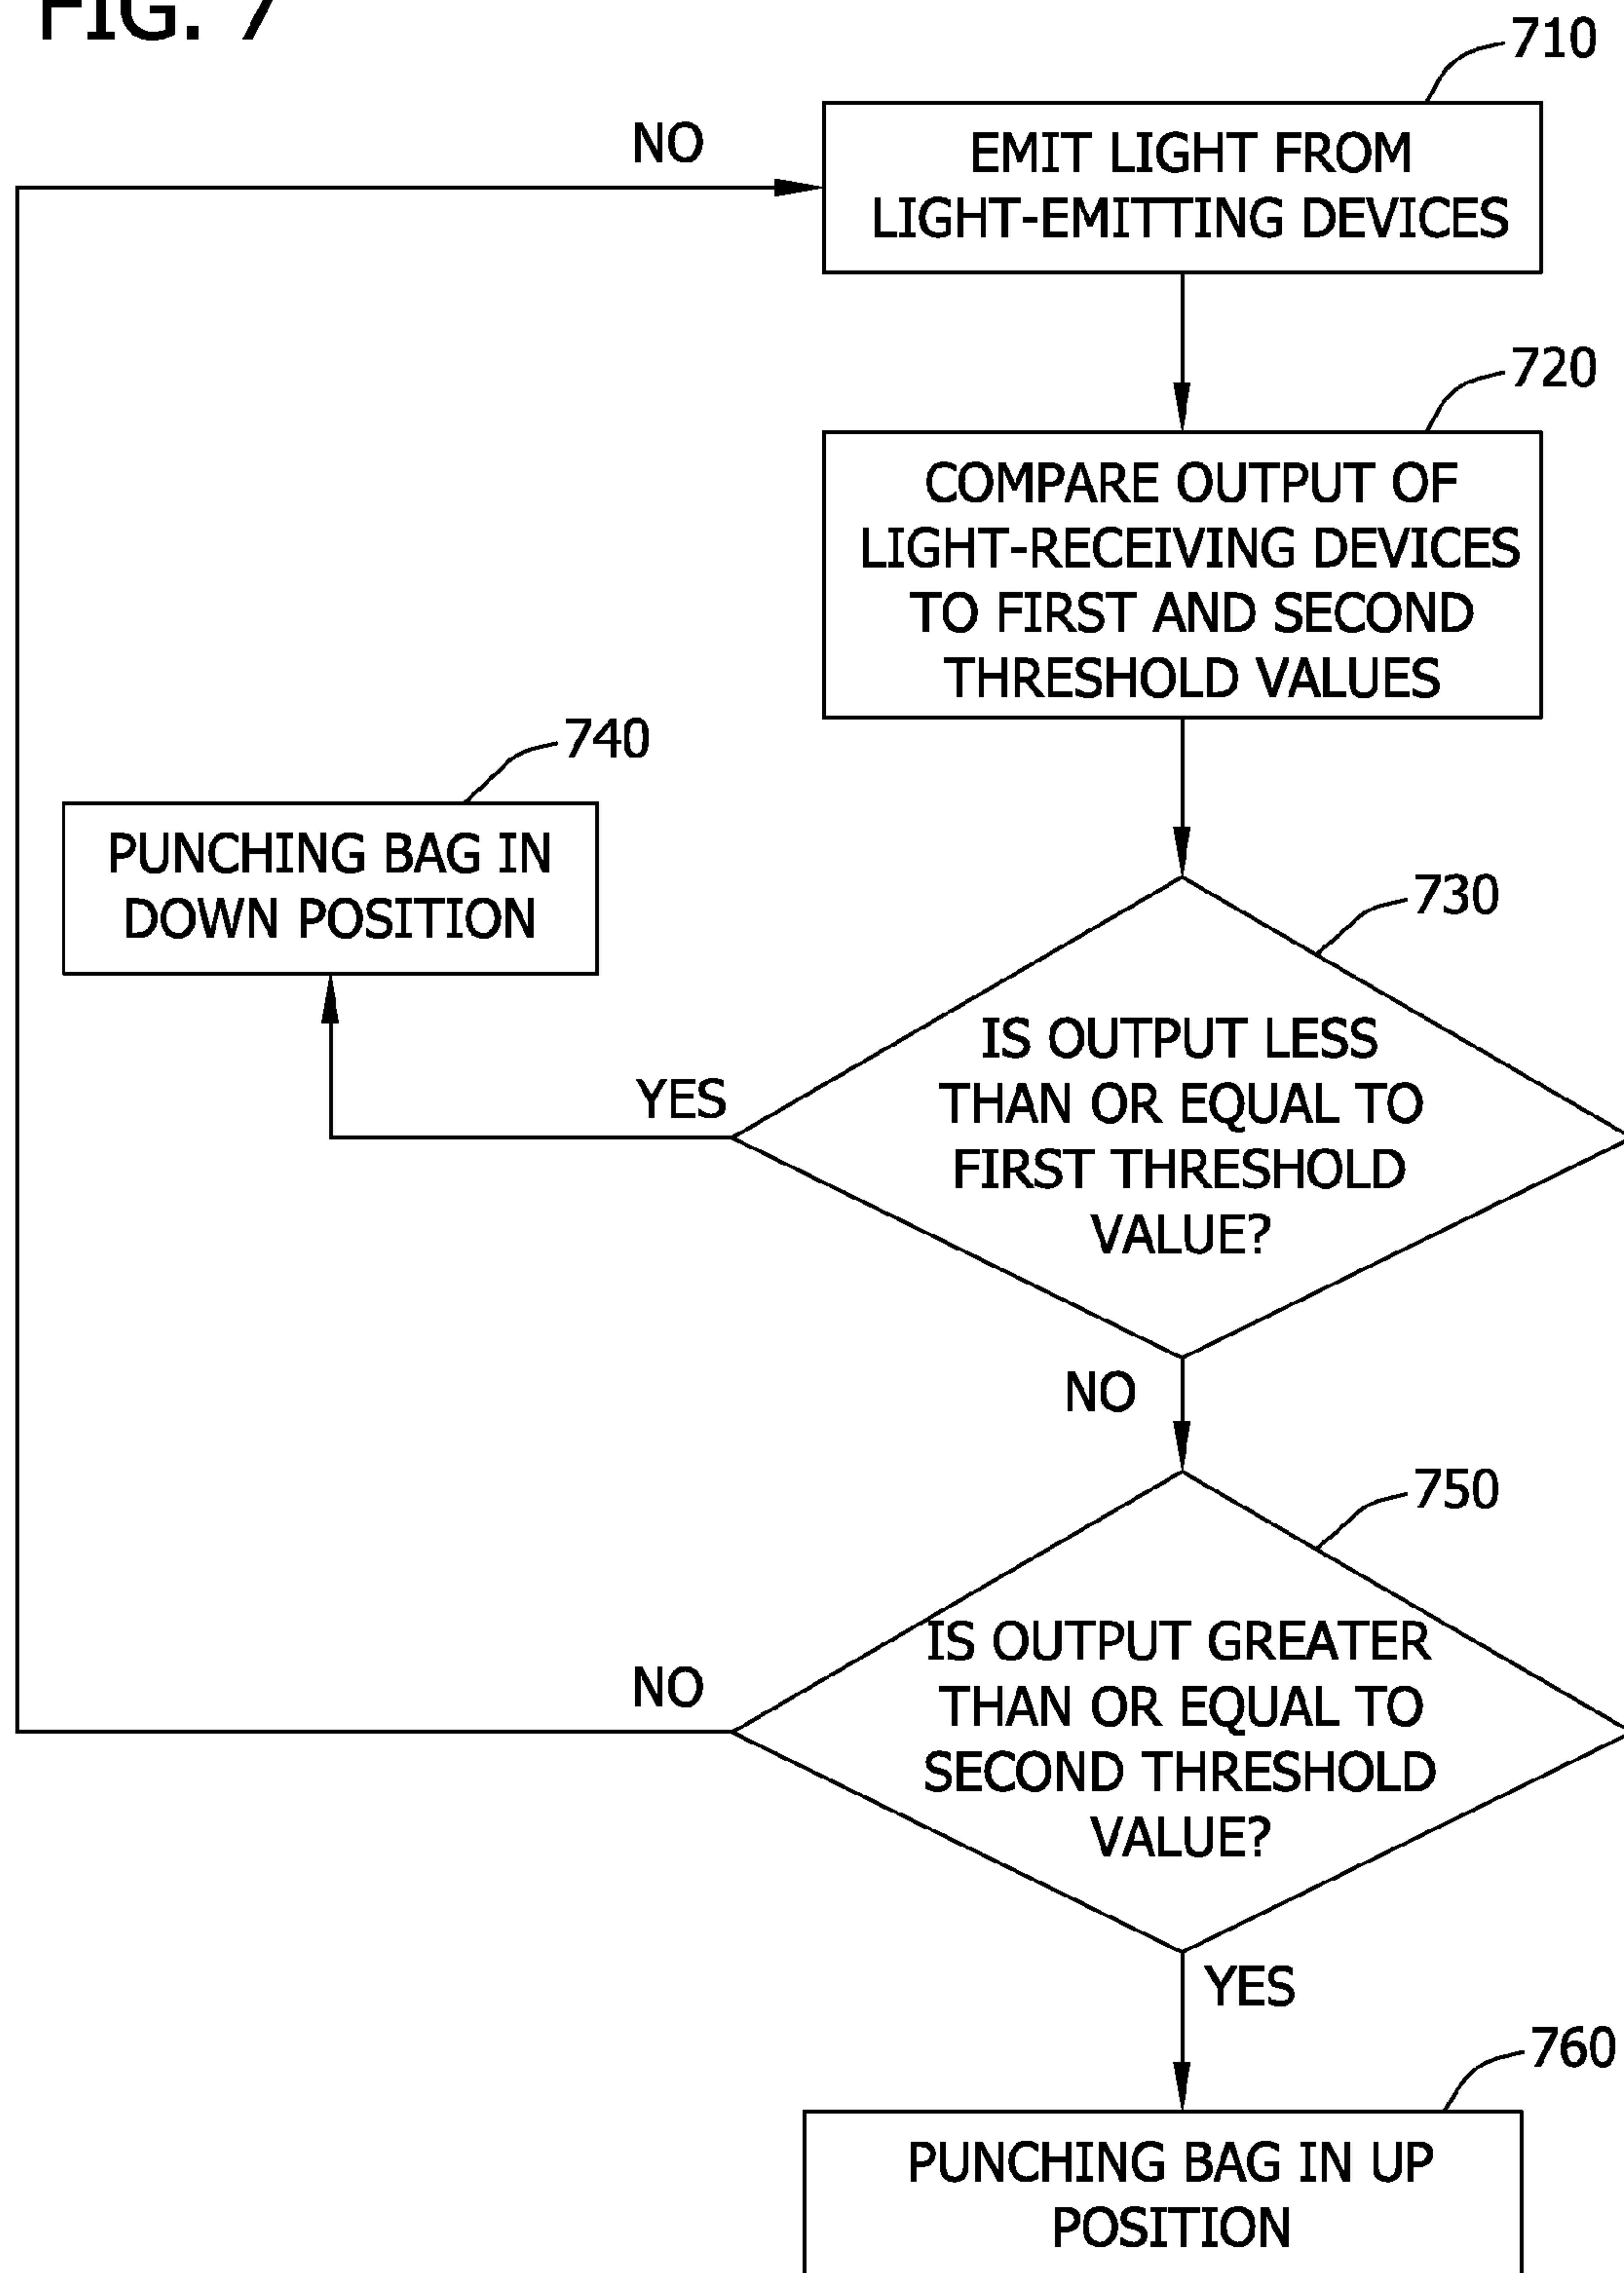 FIG. 7
710
NO
EMIT LIGHT FROM
LIGHT-EMITTING DEVICES
720
COMPARE OUTPUT OF
LIGHT-RECEIVING DEVICES
TO FIRST AND SECOND
THRESHOLD VALUES
740
PUNCHING BAG IN
DOWN POSITION
730
IS OUTPUT LESS
THAN OR EQUAL TO
FIRST THRESHOLD
VALUE?
YES
NO
750
IS OUTPUT GREATER
THAN OR EQUAL TO
SECOND THRESHOLD
VALUE?
NO
YES
760
PUNCHING BAG IN UP
POSITION